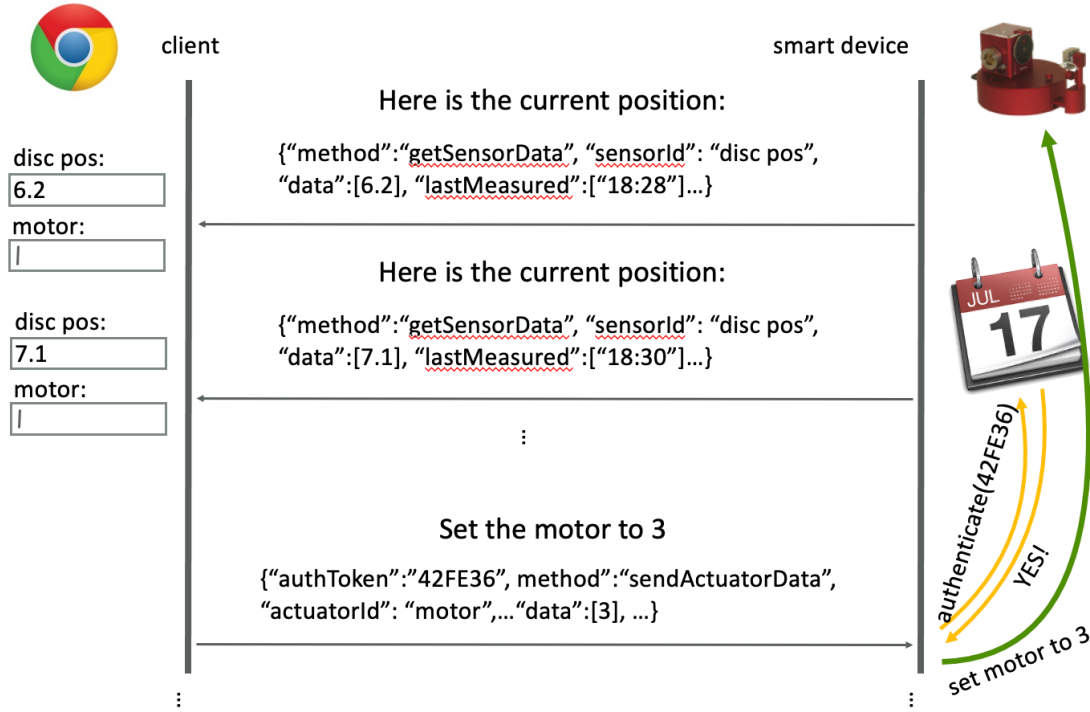 client
smart device
Here is the current position:
{“method”:“getSensorData”, “sensorId”: “disc pos”,
“data”:[6.2], “lastMeasured”:[“18:28”]…}
disc pos:
6.2
motor:
Here is the current position:
{“method”:“getSensorData”, “sensorId”: “disc pos”,
“data”:[7.1], “lastMeasured”:[“18:30”]…}
disc pos:
7.1
motor:
JUL
17
⋮
authenticate(42FE36)
YES!
Set the motor to 3
{“authToken”:”42FE36”, method”:“sendActuatorData”,
“actuatorId”: “motor”,…“data”:[3], …}
set motor to 3
⋮
⋮